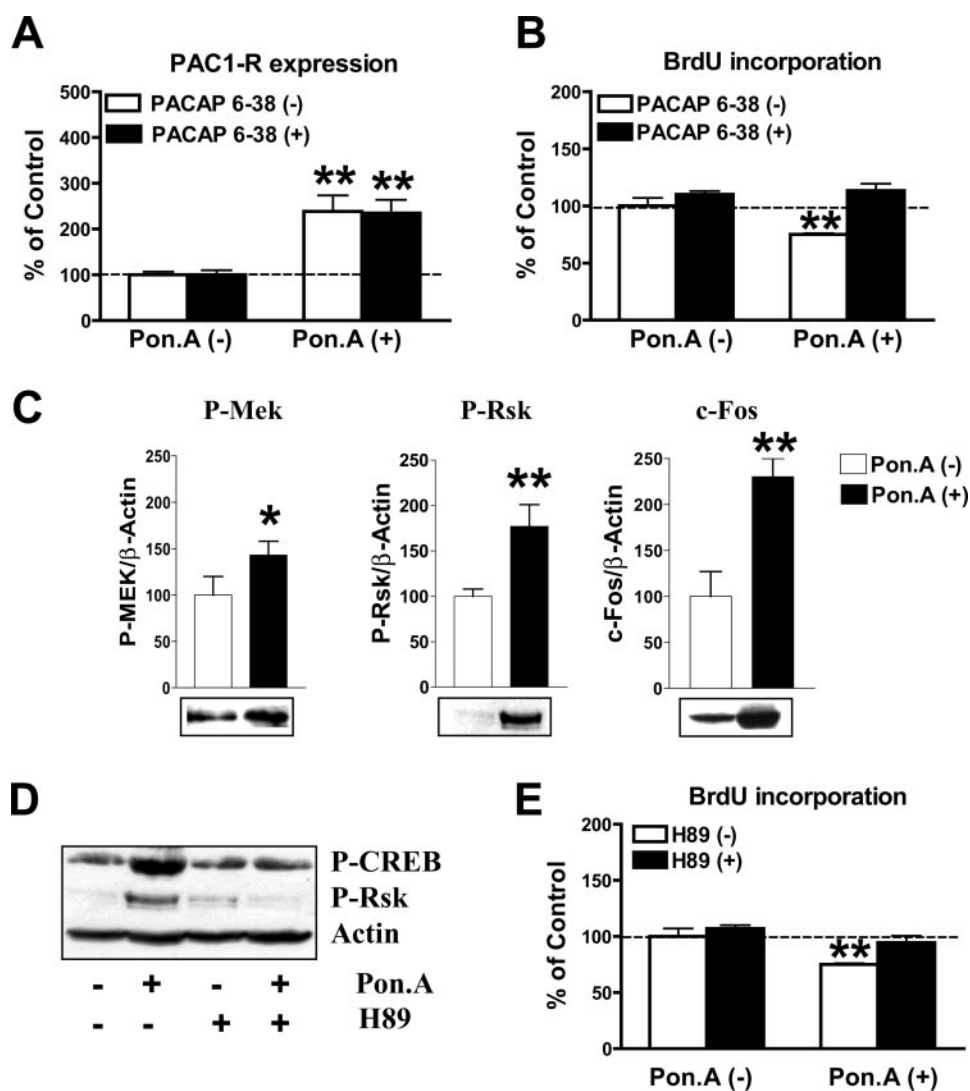 A
PAC1-R expression
500
400
300
200
100
0
% of Control
PACAP 6-38 (-)
PACAP 6-38 (+)
** **
Pon.A (-) Pon.A (+)
B
BrdU incorporation
200
150
100
50
0
% of Control
PACAP 6-38 (-)
PACAP 6-38 (+)
**
Pon.A (-) Pon.A (+)
C
P-Mek
250
200
150
100
50
0
P-MEK/β-Actin
*
P-Rsk
250
200
150
100
50
0
P-Rsk/β-Actin
**
c-Fos
250
200
150
100
50
0
c-Fos/β-Actin
**
Pon.A (-)
Pon.A (+)
D
P-CREB
P-Rsk
Actin
- + - + Pon.A
- - + + H89
E
BrdU incorporation
200
150
100
50
0
% of Control
H89 (-)
H89 (+)
**
Pon.A (-) Pon.A (+)